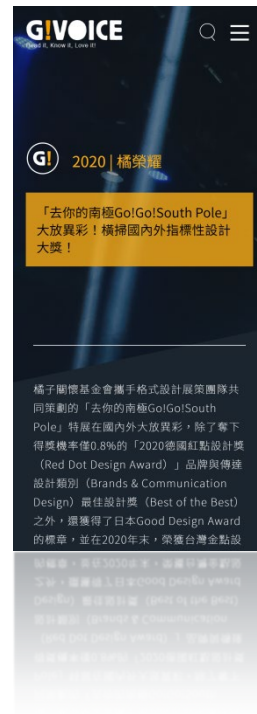 G!VOICE
Read it, Know it, Love it!
G!
2020 | 橘榮耀
「去你的南極Go!Go!South Pole」
大放異彩！橫掃國內外指標性設計
大獎！
橘子關懷基金會攜手格式設計展策團隊共
同策劃的「去你的南極Go!Go!South
Pole」特展在國內外大放異彩，除了奪下
得獎機率僅0.8%的「2020德國紅點設計獎
（Red Dot Design Award）」品牌與傳達
設計類別（Brands & Communication
Design）最佳設計獎（Best of the Best）
之外，還獲得了日本Good Design Award
的標章，並在2020年末，榮獲台灣金點設